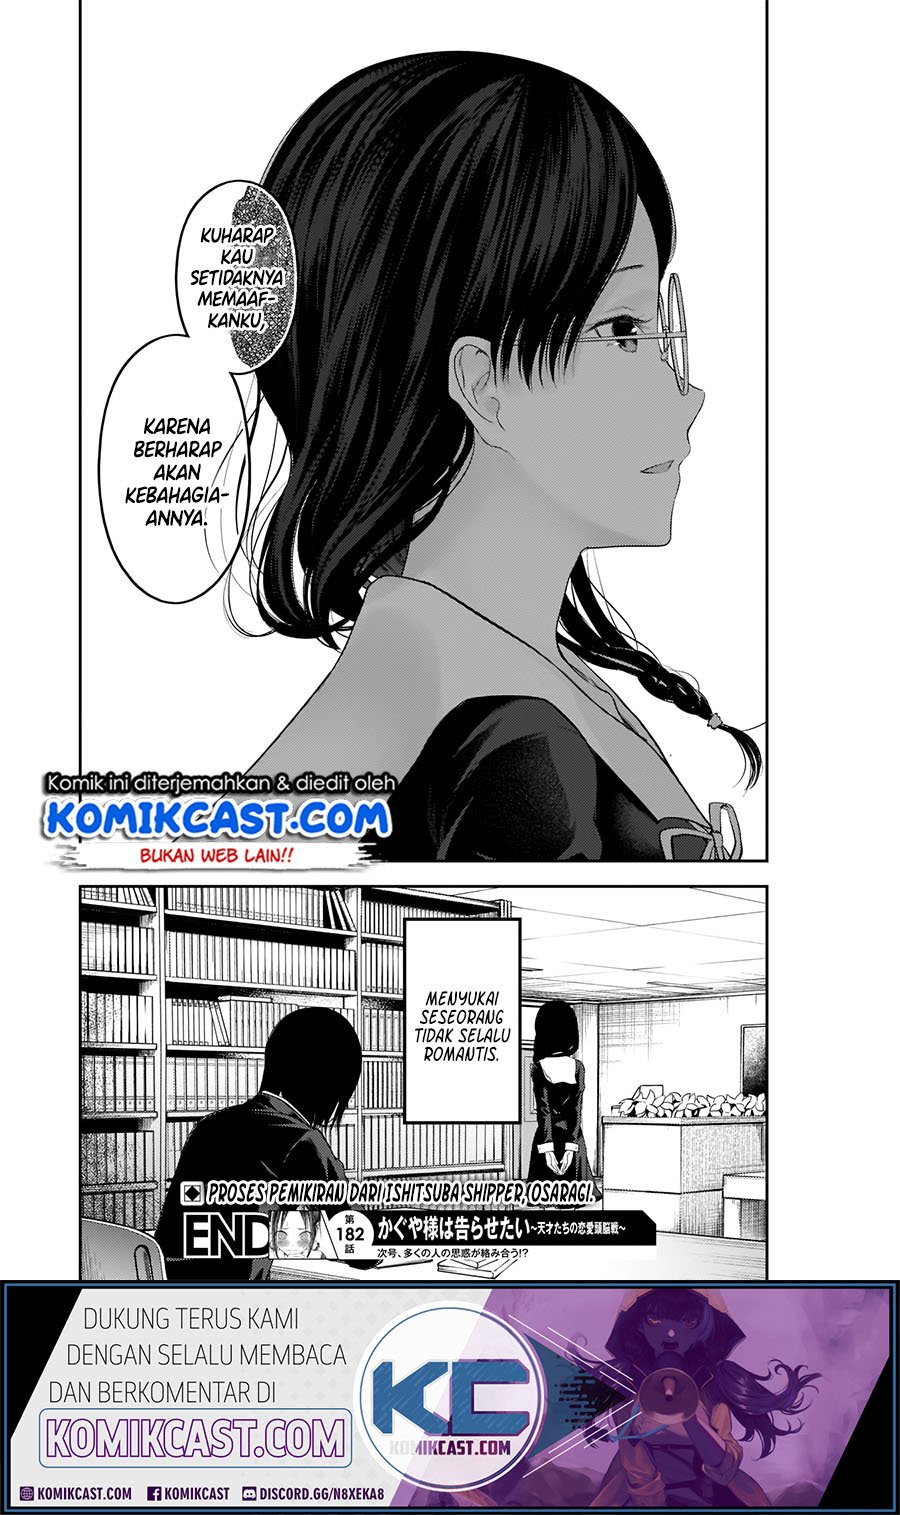 KUHARAP
KAU
SETIDAKNYA
MEMAAF-
KANKU,
KARENA
BERHARAP
AKAN
KEBAHAGIA-
ANNYA.
Komik ini diterjemahkan & diedit oleh
KOMIKCAST.COM
BUKAN WEB LAIN!!
MENYUKAI
SESEORANG
TIDAK SELALU
ROMANTIS.
PROSES PEMIKIRAN DARI ISHITSUBA SHIPPER, OSARAGI.
END
第
182
話
かぐや様は告らせたい ~天才たちの恋愛頭脳戦~
次号、多くの人の思惑が絡み合う!?
DUKUNG TERUS KAMI
DENGAN SELALU MEMBACA
DAN BERKOMENTAR DI
KOMIKCAST.COM
KC
KOMIKCAST.COM
KOMIKCAST.COM
KOMIKCAST
DISCORD.GG/N8XEKA8